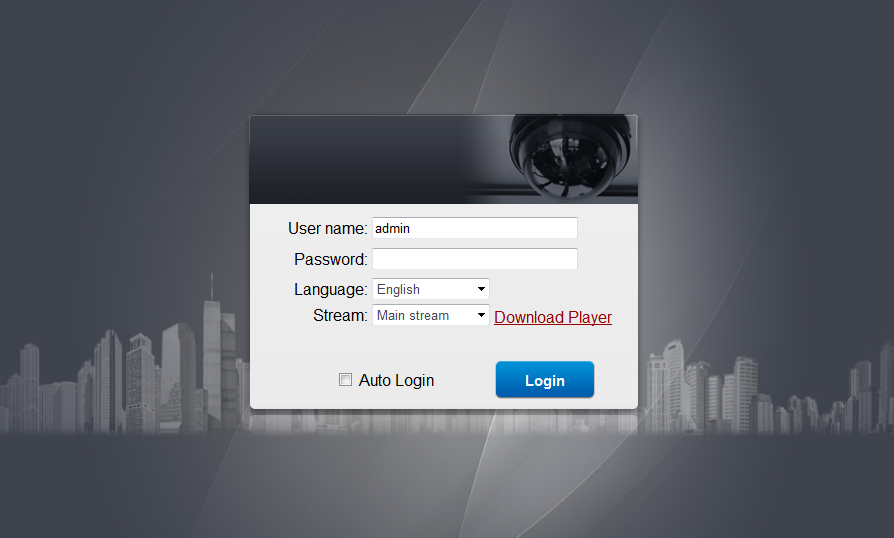 User name: admin
Password:
Language: English
Stream: Main stream Download Player
Auto Login Login